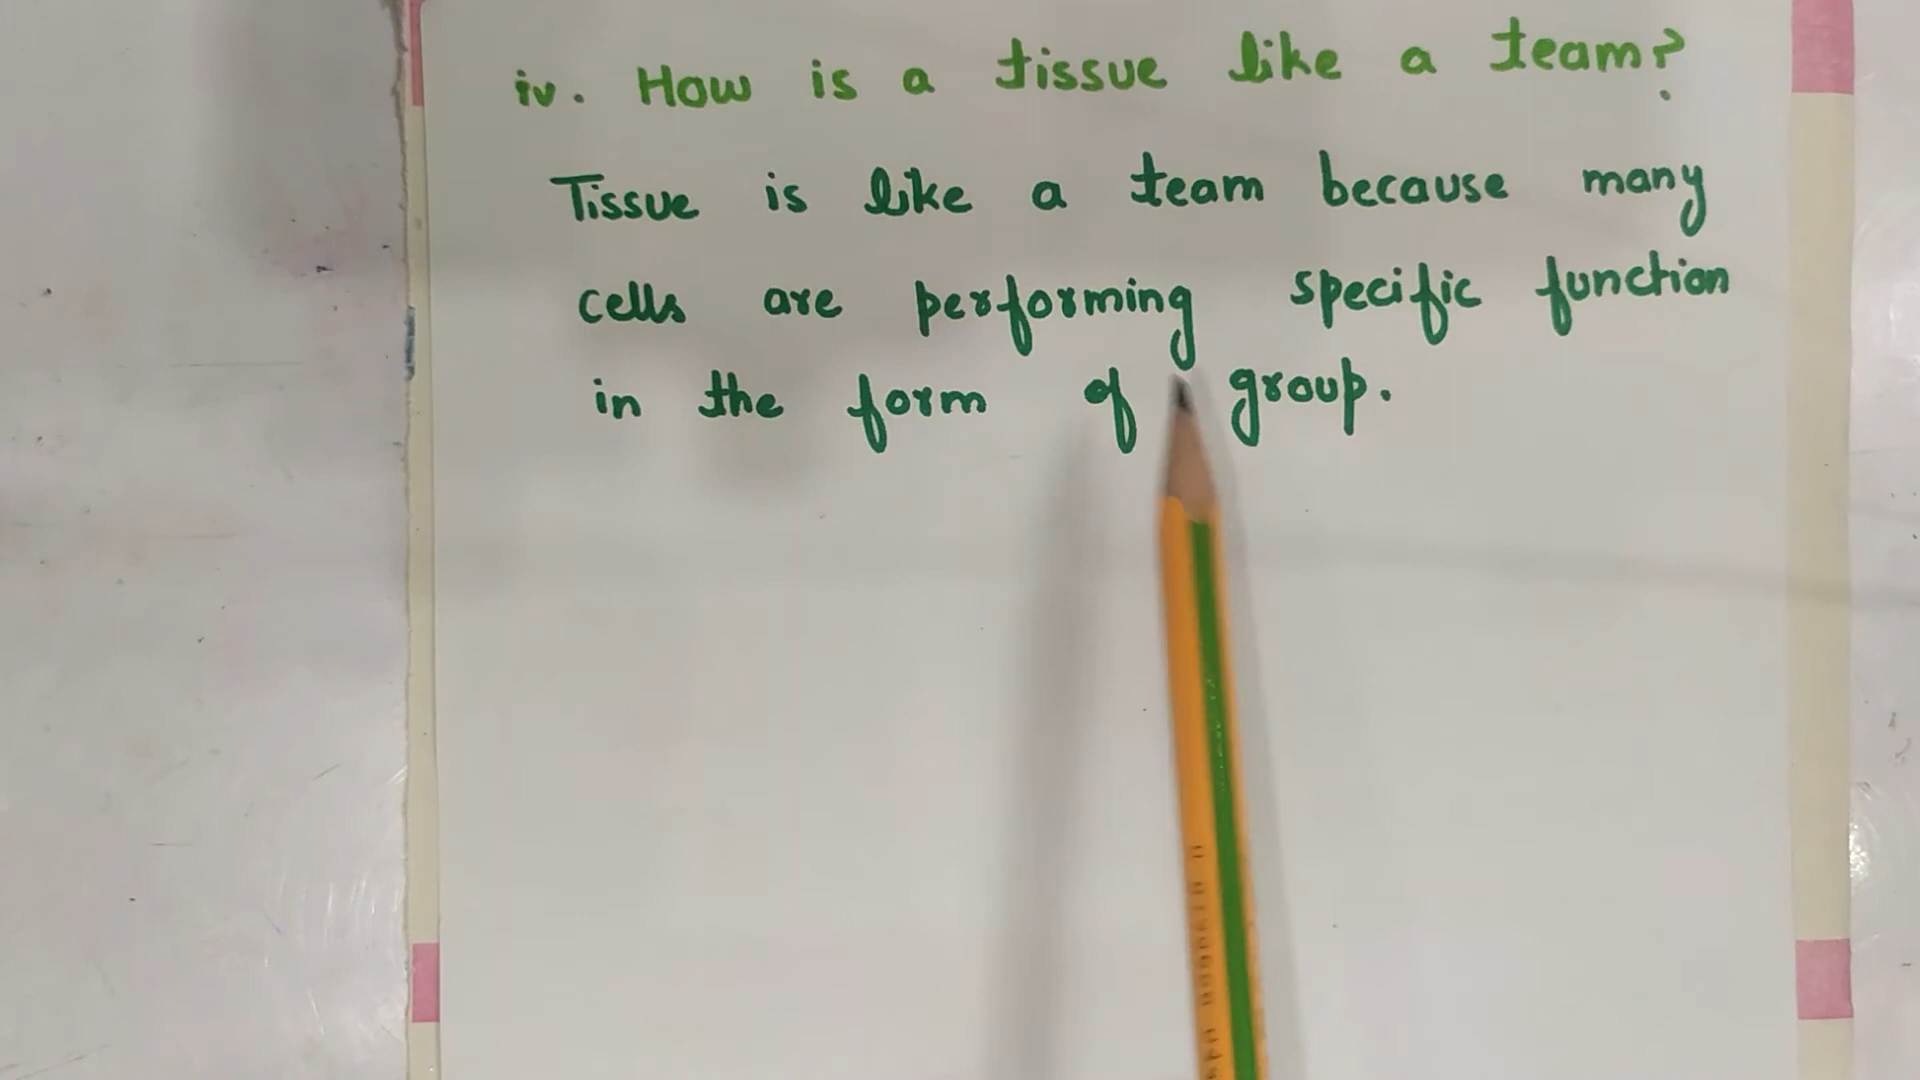 iv. How is a tissue like a team?
Tissue is like a team because many
cells are performing specific function
in the form of group.